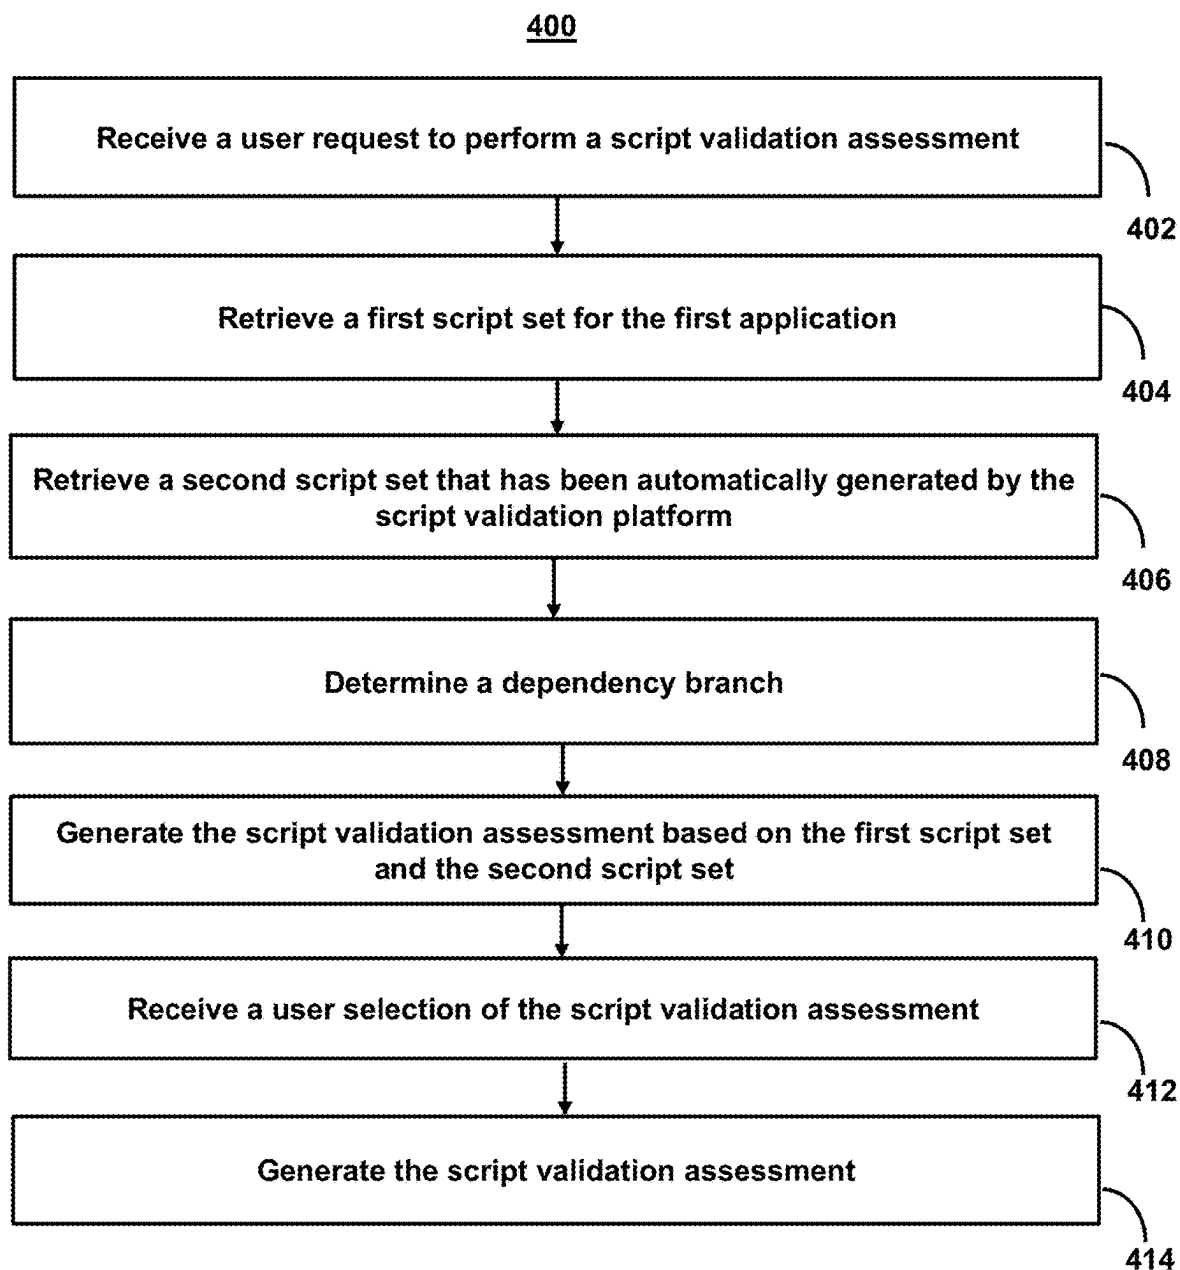 400
Receive a user request to perform a script validation assessment
402
Retrieve a first script set for the first application
404
Retrieve a second script set that has been automatically generated by the
script validation platform
406
Determine a dependency branch
408
Generate the script validation assessment based on the first script set
and the second script set
410
Receive a user selection of the script validation assessment
412
Generate the script validation assessment
414